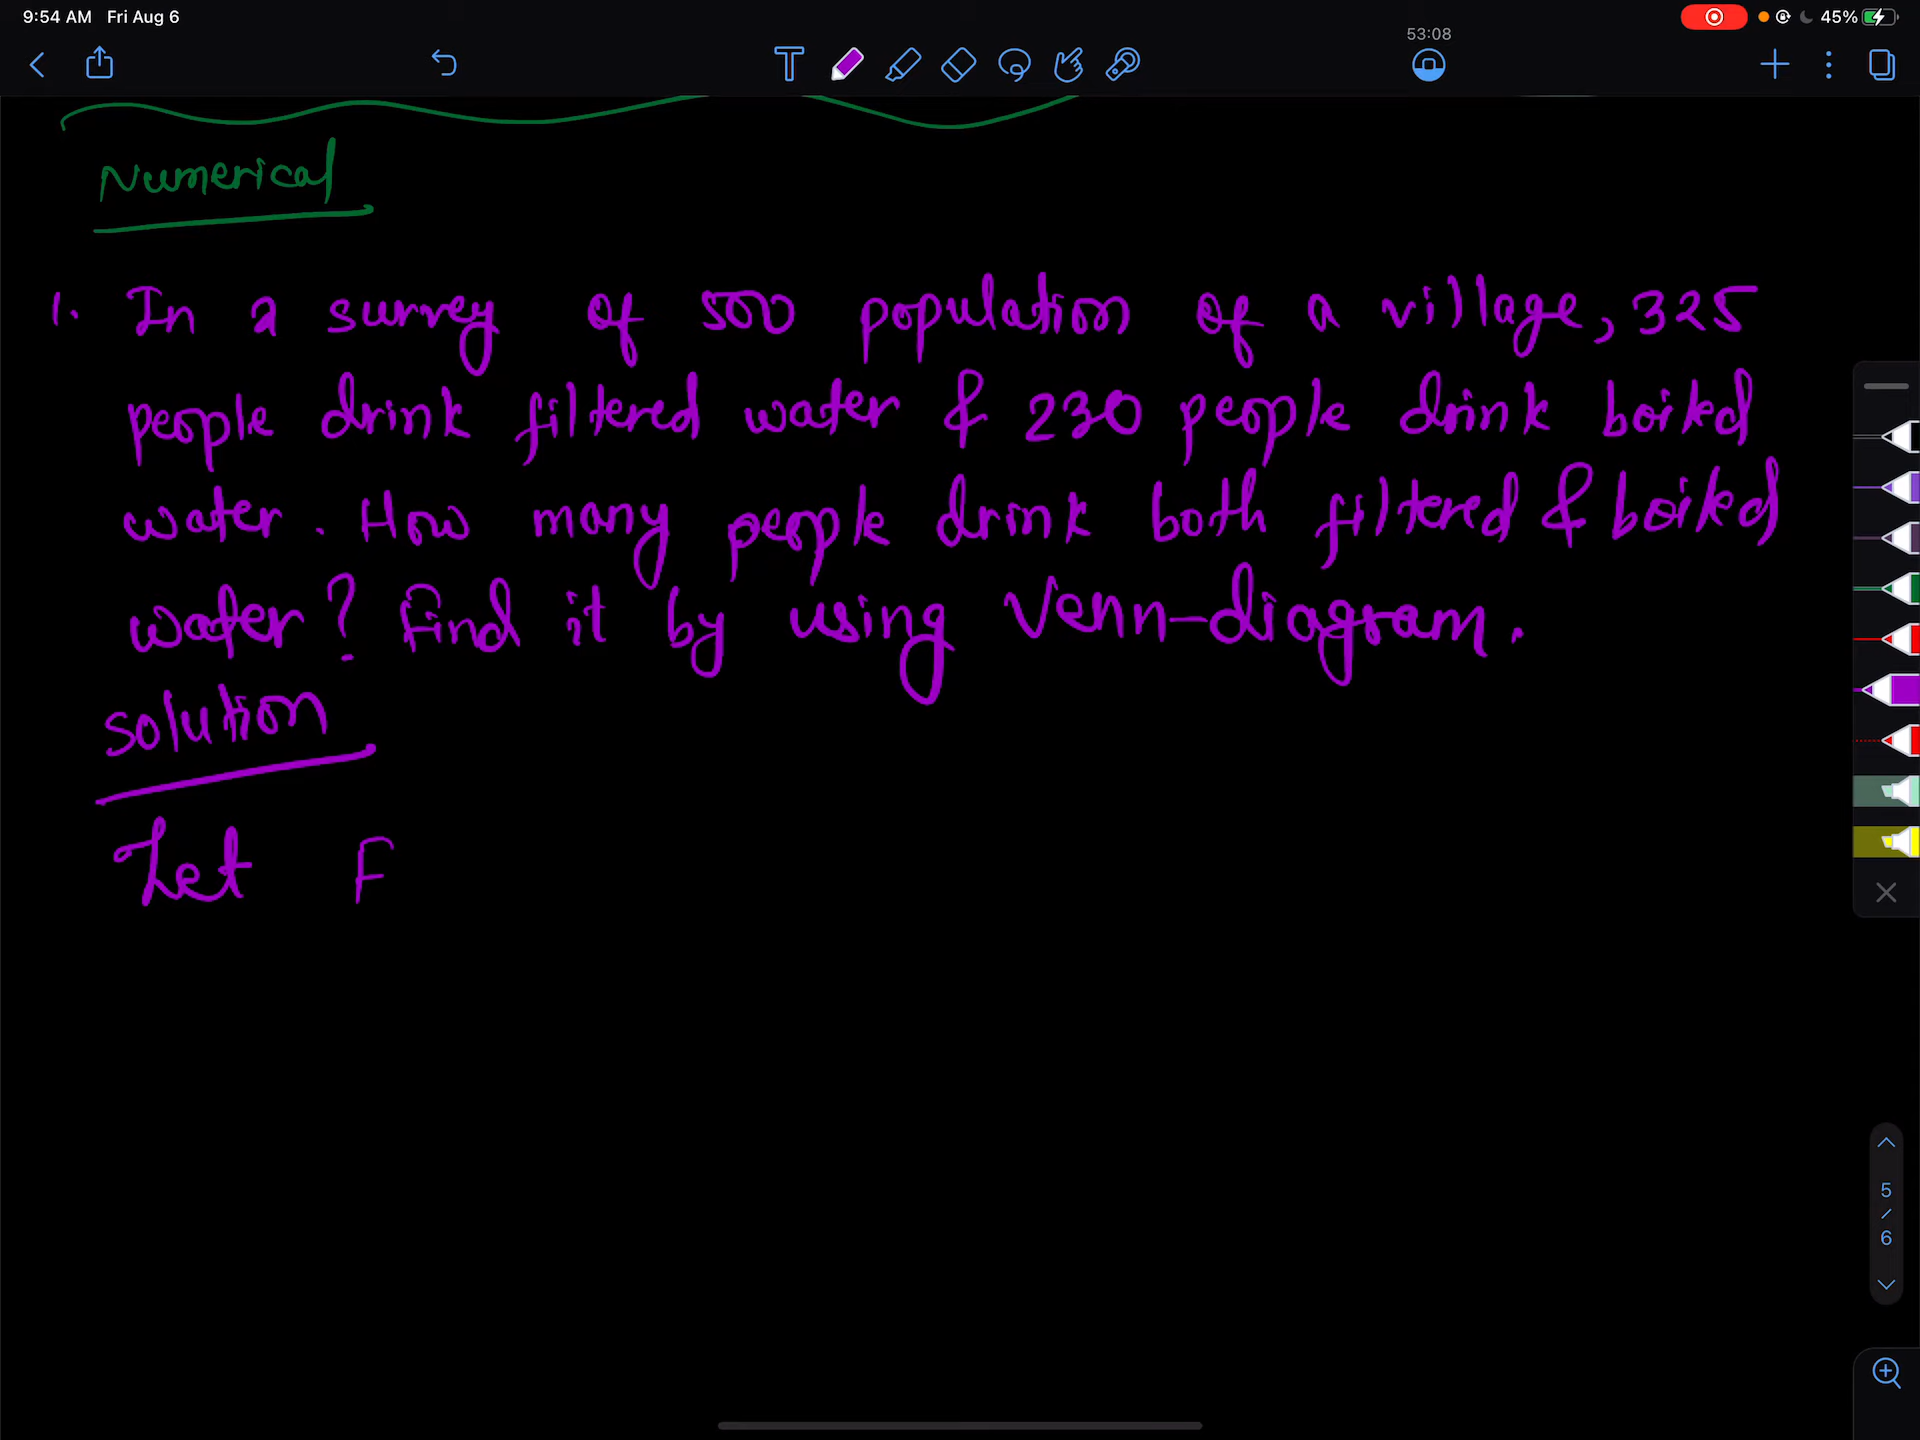 9:54 AM Fri Aug 6
45%
53:08
Numerical
1. In a survey of 500 population of a village, 325
people drink filtered water & 230 people drink boiled
water. How many people drink both filtered & boiled
water? Find it by using Venn-diagram.
Solution
Let F
5
/
6